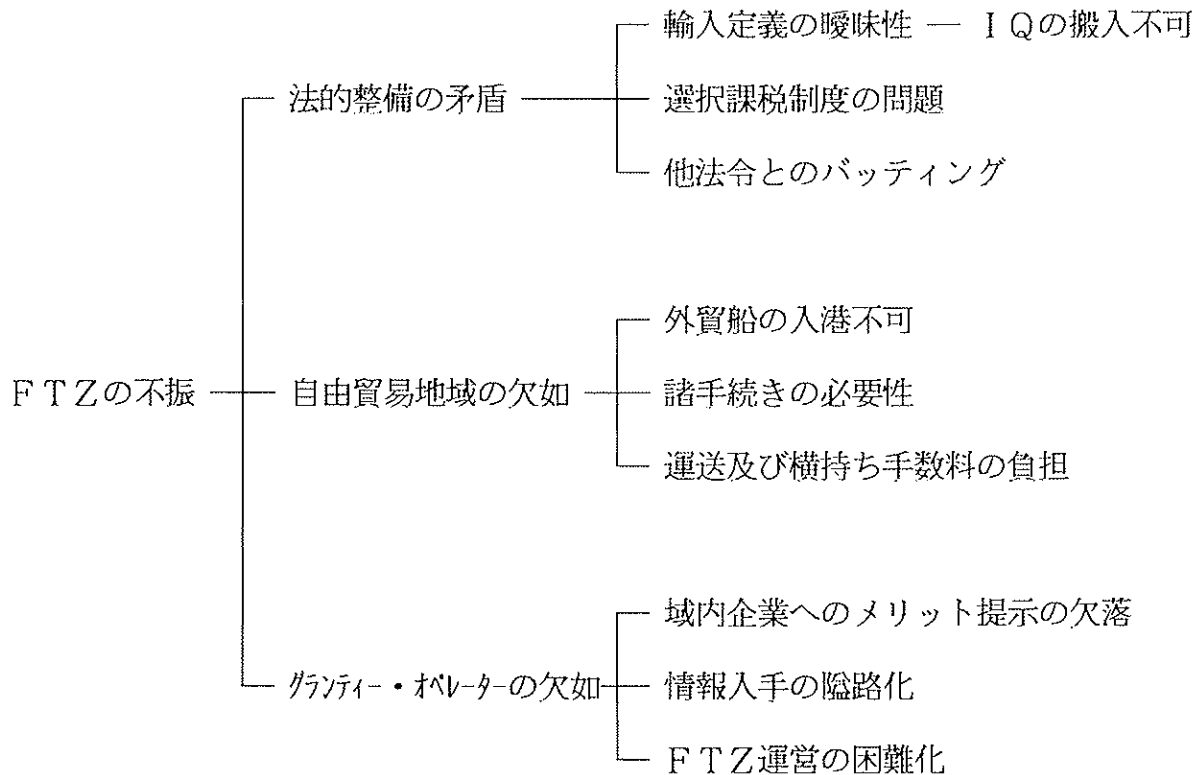 輸入定義の曖昧性 ― ＩＱの搬入不可
法的整備の矛盾
選択課税制度の問題
他法令とのバッティング
外貿船の入港不可
ＦＴＺの不振
自由貿易地域の欠如
諸手続きの必要性
運送及び横持ち手数料の負担
域内企業へのメリット提示の欠落
ｸﾞﾗﾝﾃｨｰ・ｵﾍﾟﾚｰﾀｰの欠如
情報入手の隘路化
ＦＴＺ運営の困難化